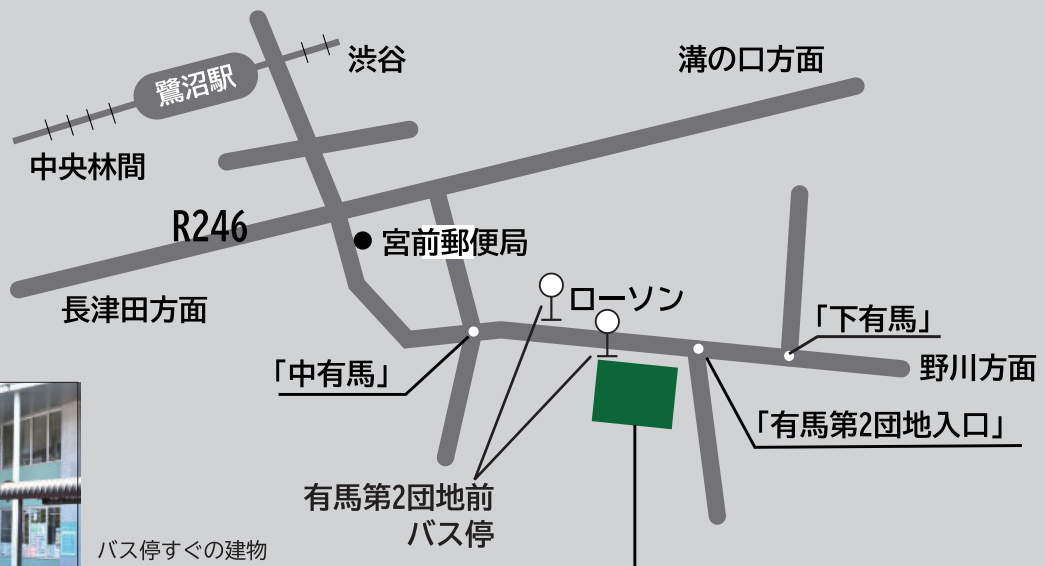 渋谷
鷺沼駅
中央林間
溝の口方面
R246
宮前郵便局
長津田方面
ローソン
「下有馬」
「中有馬」
野川方面
「有馬第2団地入口」
有馬第2団地前
バス停
バス停すぐの建物